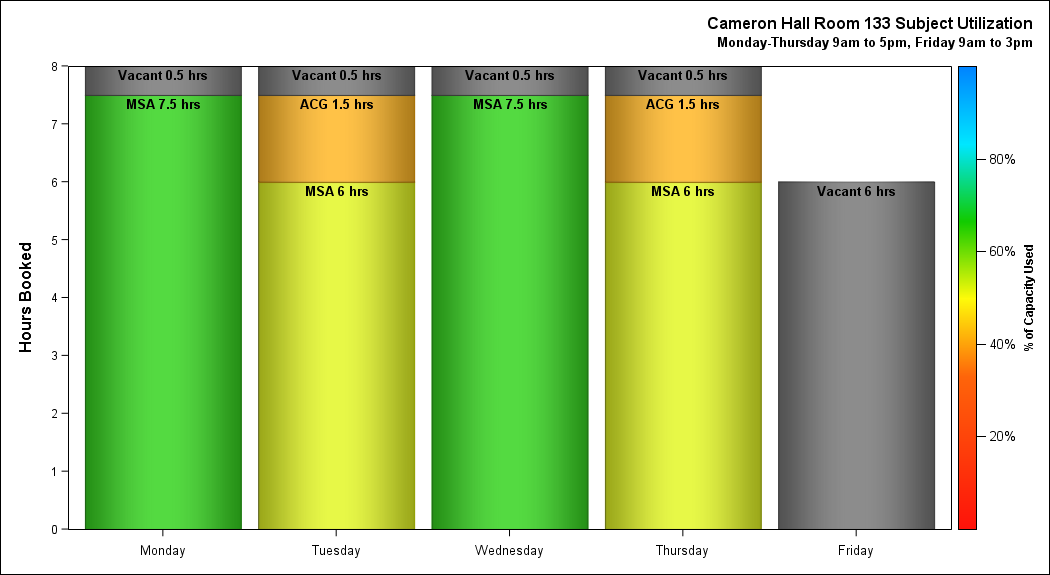 Cameron Hall Room 133 Subject Utilization
Monday-Thursday 9am to 5pm, Friday 9am to 3pm
Hours Booked
8
7
6
5
4
3
2
1
0
Vacant 0.5 hrs
MSA 7.5 hrs
Vacant 0.5 hrs
ACG 1.5 hrs
MSA 6 hrs
Vacant 0.5 hrs
MSA 7.5 hrs
Vacant 0.5 hrs
ACG 1.5 hrs
MSA 6 hrs
Vacant 6 hrs
Monday
Tuesday
Wednesday
Thursday
Friday
80%
60%
40%
20%
% of Capacity Used